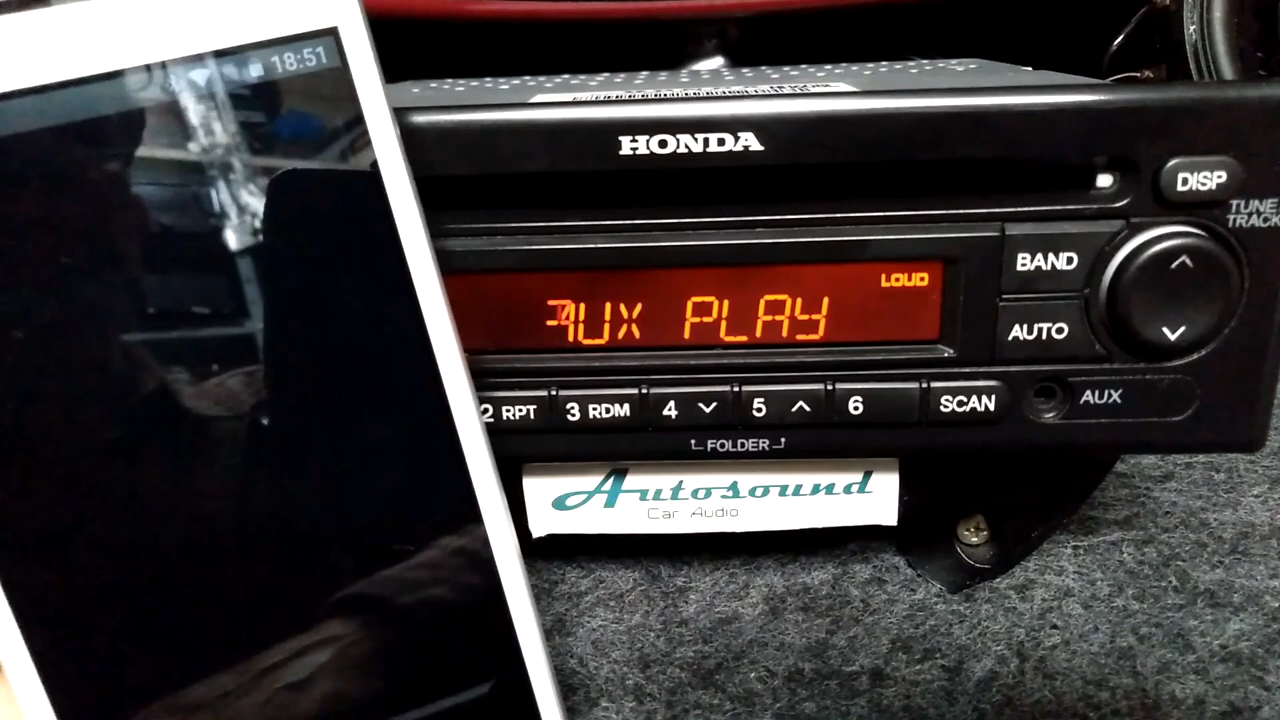 18:51
HONDA
DISP
TUNE
TRACK
BAND
LOUD
AUX PLAY
AUTO
2 RPT 3 RDM 4 5 6 SCAN AUX
FOLDER
Autosound
Car Audio